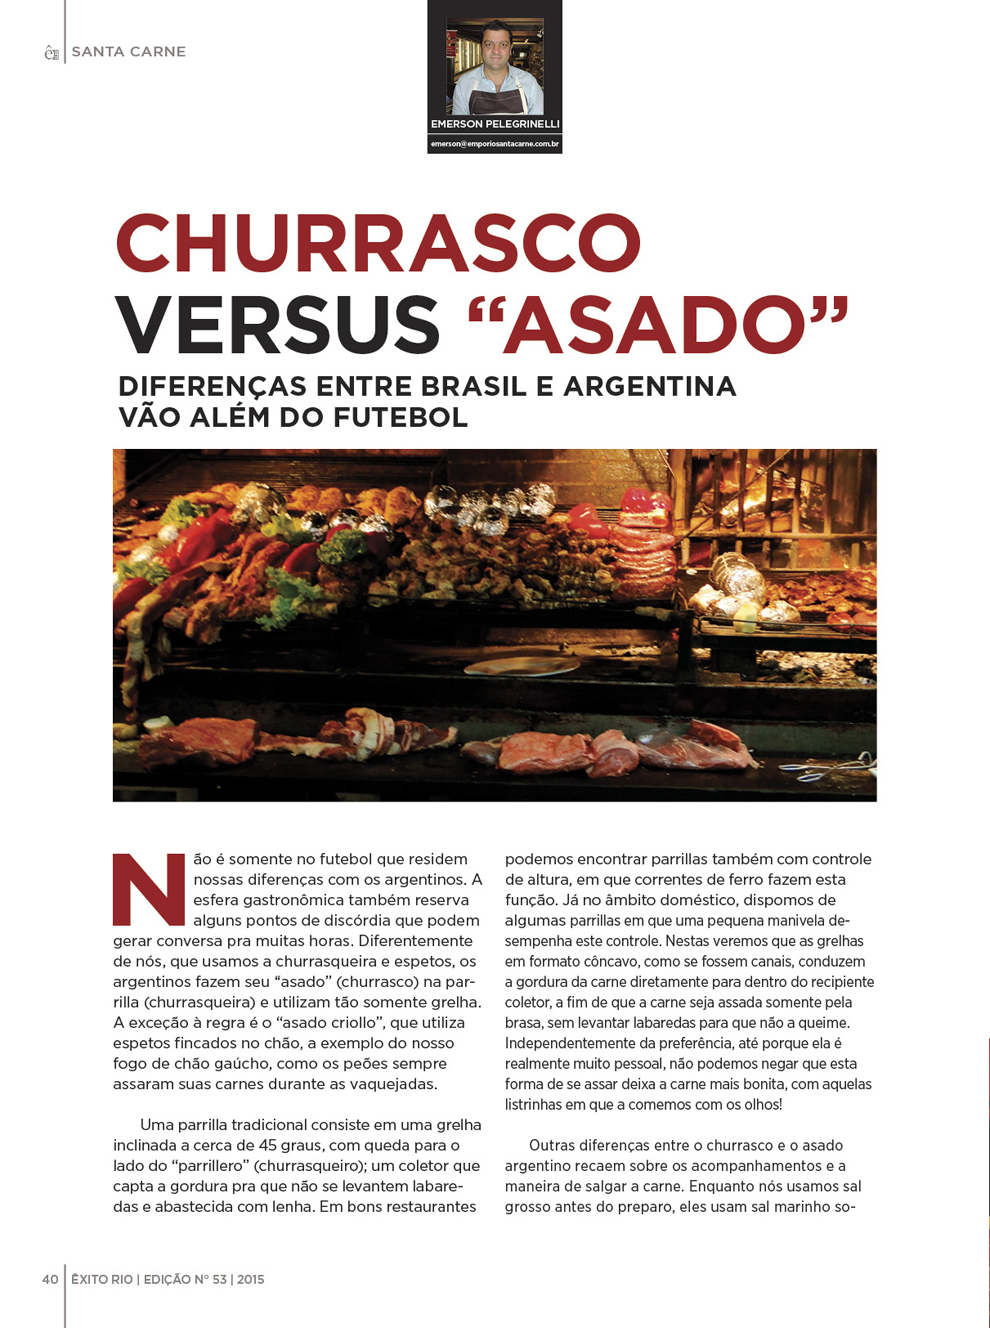 SANTA CARNE
EMERSON PELEGRINELLI
emerson@emporiosantacarne.com.br
CHURRASCO
VERSUS “ASADO”
DIFERENÇAS ENTRE BRASIL E ARGENTINA
VÃO ALÉM DO FUTEBOL
Não é somente no futebol que residem
nossas diferenças com os argentinos. A
esfera gastronômica também reserva
alguns pontos de discórdia que podem
gerar conversa pra muitas horas. Diferentemente
de nós, que usamos a churrasqueira e espetos, os
argentinos fazem seu “asado” (churrasco) na par-
rilla (churrasqueira) e utilizam tão somente grelha.
A exceção à regra é o “asado criollo”, que utiliza
espetos fincados no chão, a exemplo do nosso
fogo de chão gaúcho, como os peões sempre
assaram suas carnes durante as vaquejadas.
Uma parrilla tradicional consiste em uma grelha
inclinada a cerca de 45 graus, com queda para o
lado do “parrillero” (churrasqueiro); um coletor que
capta a gordura pra que não se levantem labare-
das e abastecida com lenha. Em bons restaurantes
podemos encontrar parrillas também com controle
de altura, em que correntes de ferro fazem esta
função. Já no âmbito doméstico, dispomos de
algumas parrillas em que uma pequena manivela de-
sempenha este controle. Nestas veremos que as grelhas
em formato côncavo, como se fossem canais, conduzem
a gordura da carne diretamente para dentro do recipiente
coletor, a fim de que a carne seja assada somente pela
brasa, sem levantar labaredas para que não a queime.
Independentemente da preferência, até porque ela é
realmente muito pessoal, não podemos negar que esta
forma de se assar deixa a carne mais bonita, com aquelas
listrinhas em que a comemos com os olhos!
Outras diferenças entre o churrasco e o asado
argentino recaem sobre os acompanhamentos e a
maneira de salgar a carne. Enquanto nós usamos sal
grosso antes do preparo, eles usam sal marinho so-
40 ÊXITO RIO | EDIÇÃO Nº 53 | 2015